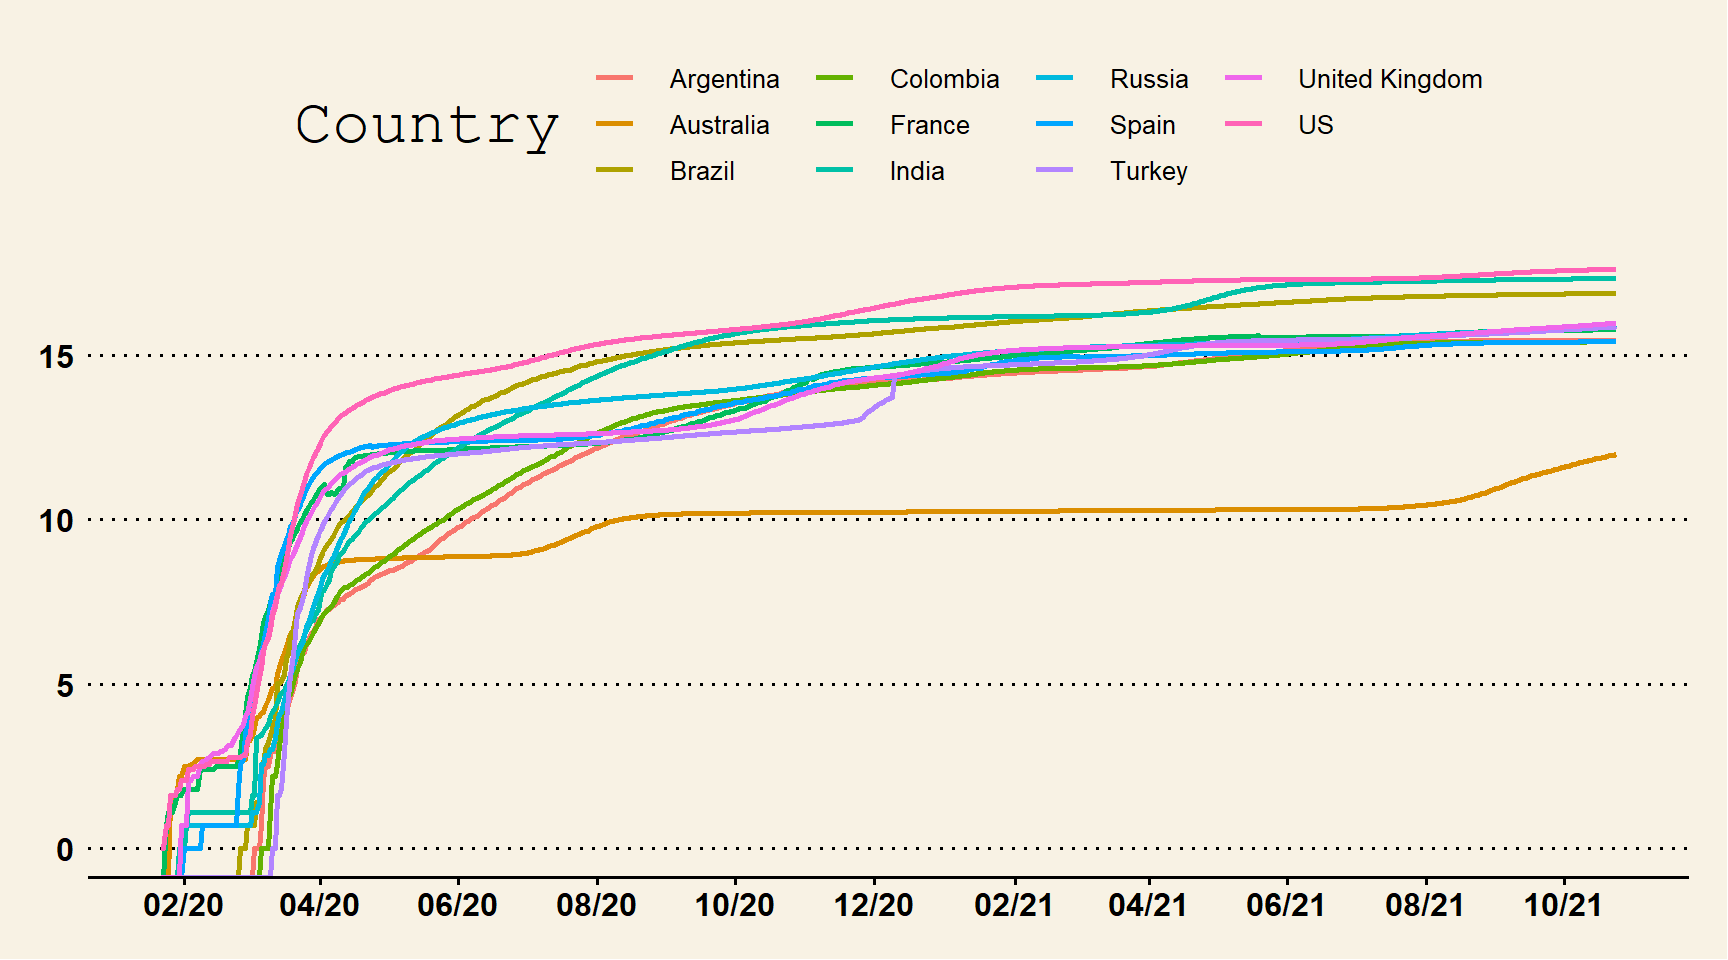 Country
Argentina Colombia Russia United Kingdom
Australia France Spain US
Brazil India Turkey
15
10
5
0
02/20 04/20 06/20 08/20 10/20 12/20 02/21 04/21 06/21 08/21 10/21